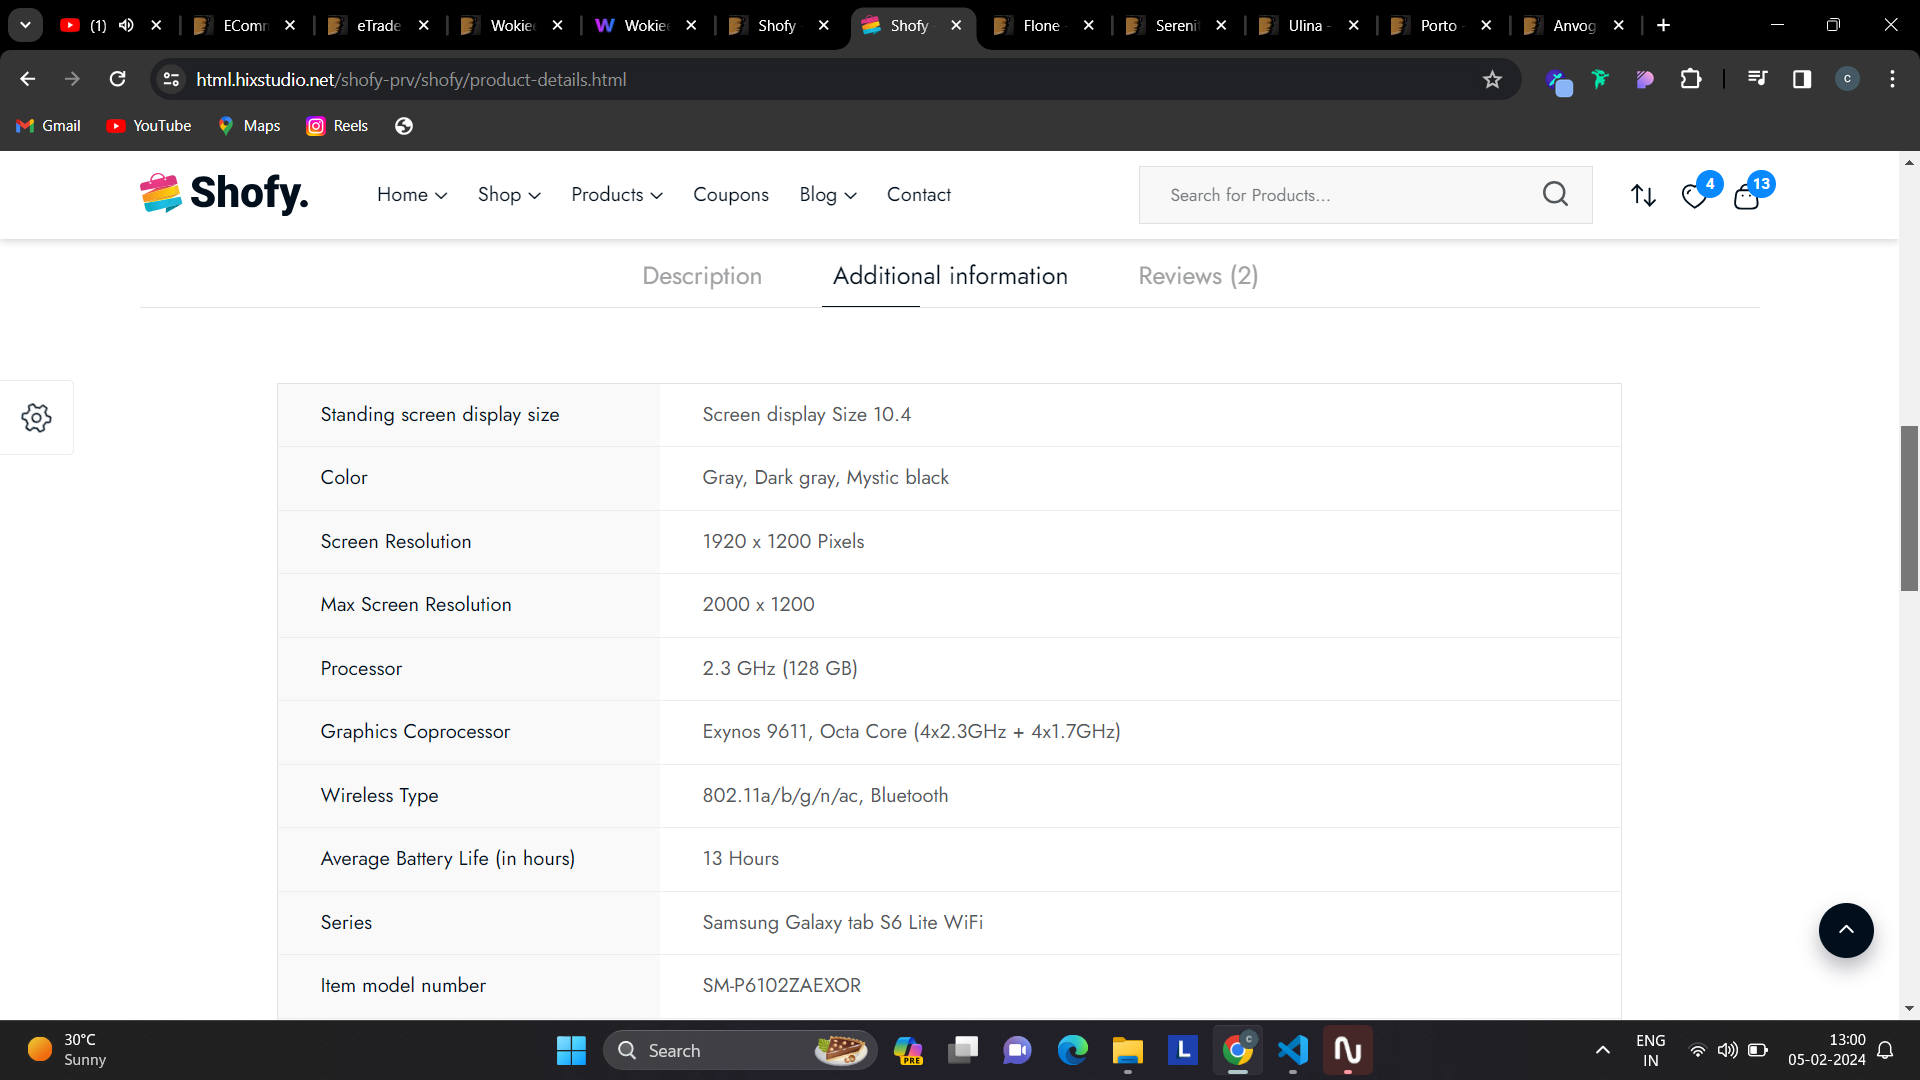 (1)
EComm
eTrade
Wokiee
Wokiee
Shofy
Shofy
Flone
Sereni
Ulina -
Porto
Anvog
html.hixstudio.net/shofy-prv/shofy/product-details.html
C
Gmail
YouTube
Maps
Reels
Shofy.
Home
Shop
Products
Coupons
Blog
Contact
Search for Products...
4
13
Description
Additional information
Reviews (2)
Standing screen display size
Screen display Size 10.4
Color
Gray, Dark gray, Mystic black
Screen Resolution
1920 x 1200 Pixels
Max Screen Resolution
2000 x 1200
Processor
2.3 GHz (128 GB)
Graphics Coprocessor
Exynos 9611, Octa Core (4x2.3GHz + 4x1.7GHz)
Wireless Type
802.11a/b/g/n/ac, Bluetooth
Average Battery Life (in hours)
13 Hours
Series
Samsung Galaxy tab S6 Lite WiFi
Item model number
SM-P6102ZAEXOR
30°C
Sunny
Search
PRE
L
ENG
IN
13:00
05-02-2024